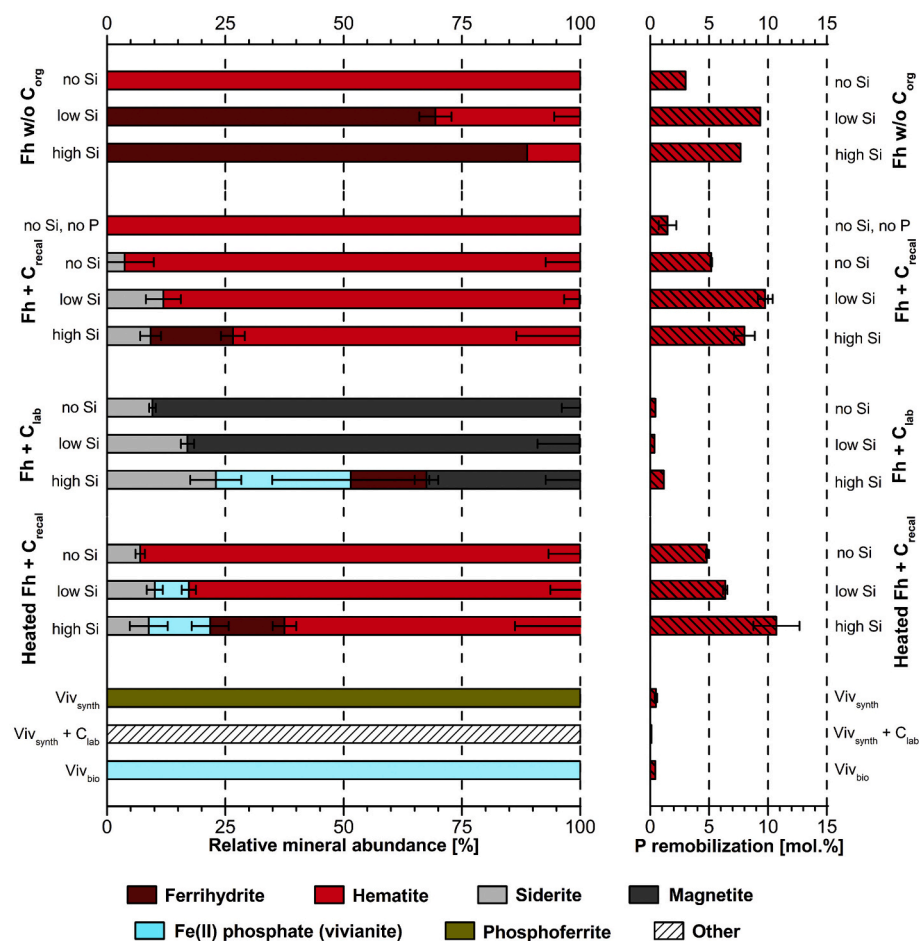 0 25 50 75 100 0 5 10 15
Fh w/o Corg
no Si no Si
low Si low Si
high Si high Si
Fh w/o Corg
Fh + Crecal
no Si, no P no Si, no P
no Si no Si
low Si low Si
high Si high Si
Fh + Crecal
Fh + Clab
no Si no Si
low Si low Si
high Si high Si
Fh + Clab
Heated Fh + Crecal
no Si no Si
low Si low Si
high Si high Si
Heated Fh + Crecal
Vivsynth Vivsynth
Vivsynth + Clab Vivsynth + Clab
Vivbio Vivbio
0 25 50 75 100 0 5 10 15
Relative mineral abundance [%] P remobilization [mol.%]
Ferrihydrite Hematite Siderite Magnetite
Fe(II) phosphate (vivianite) Phosphoferrite Other